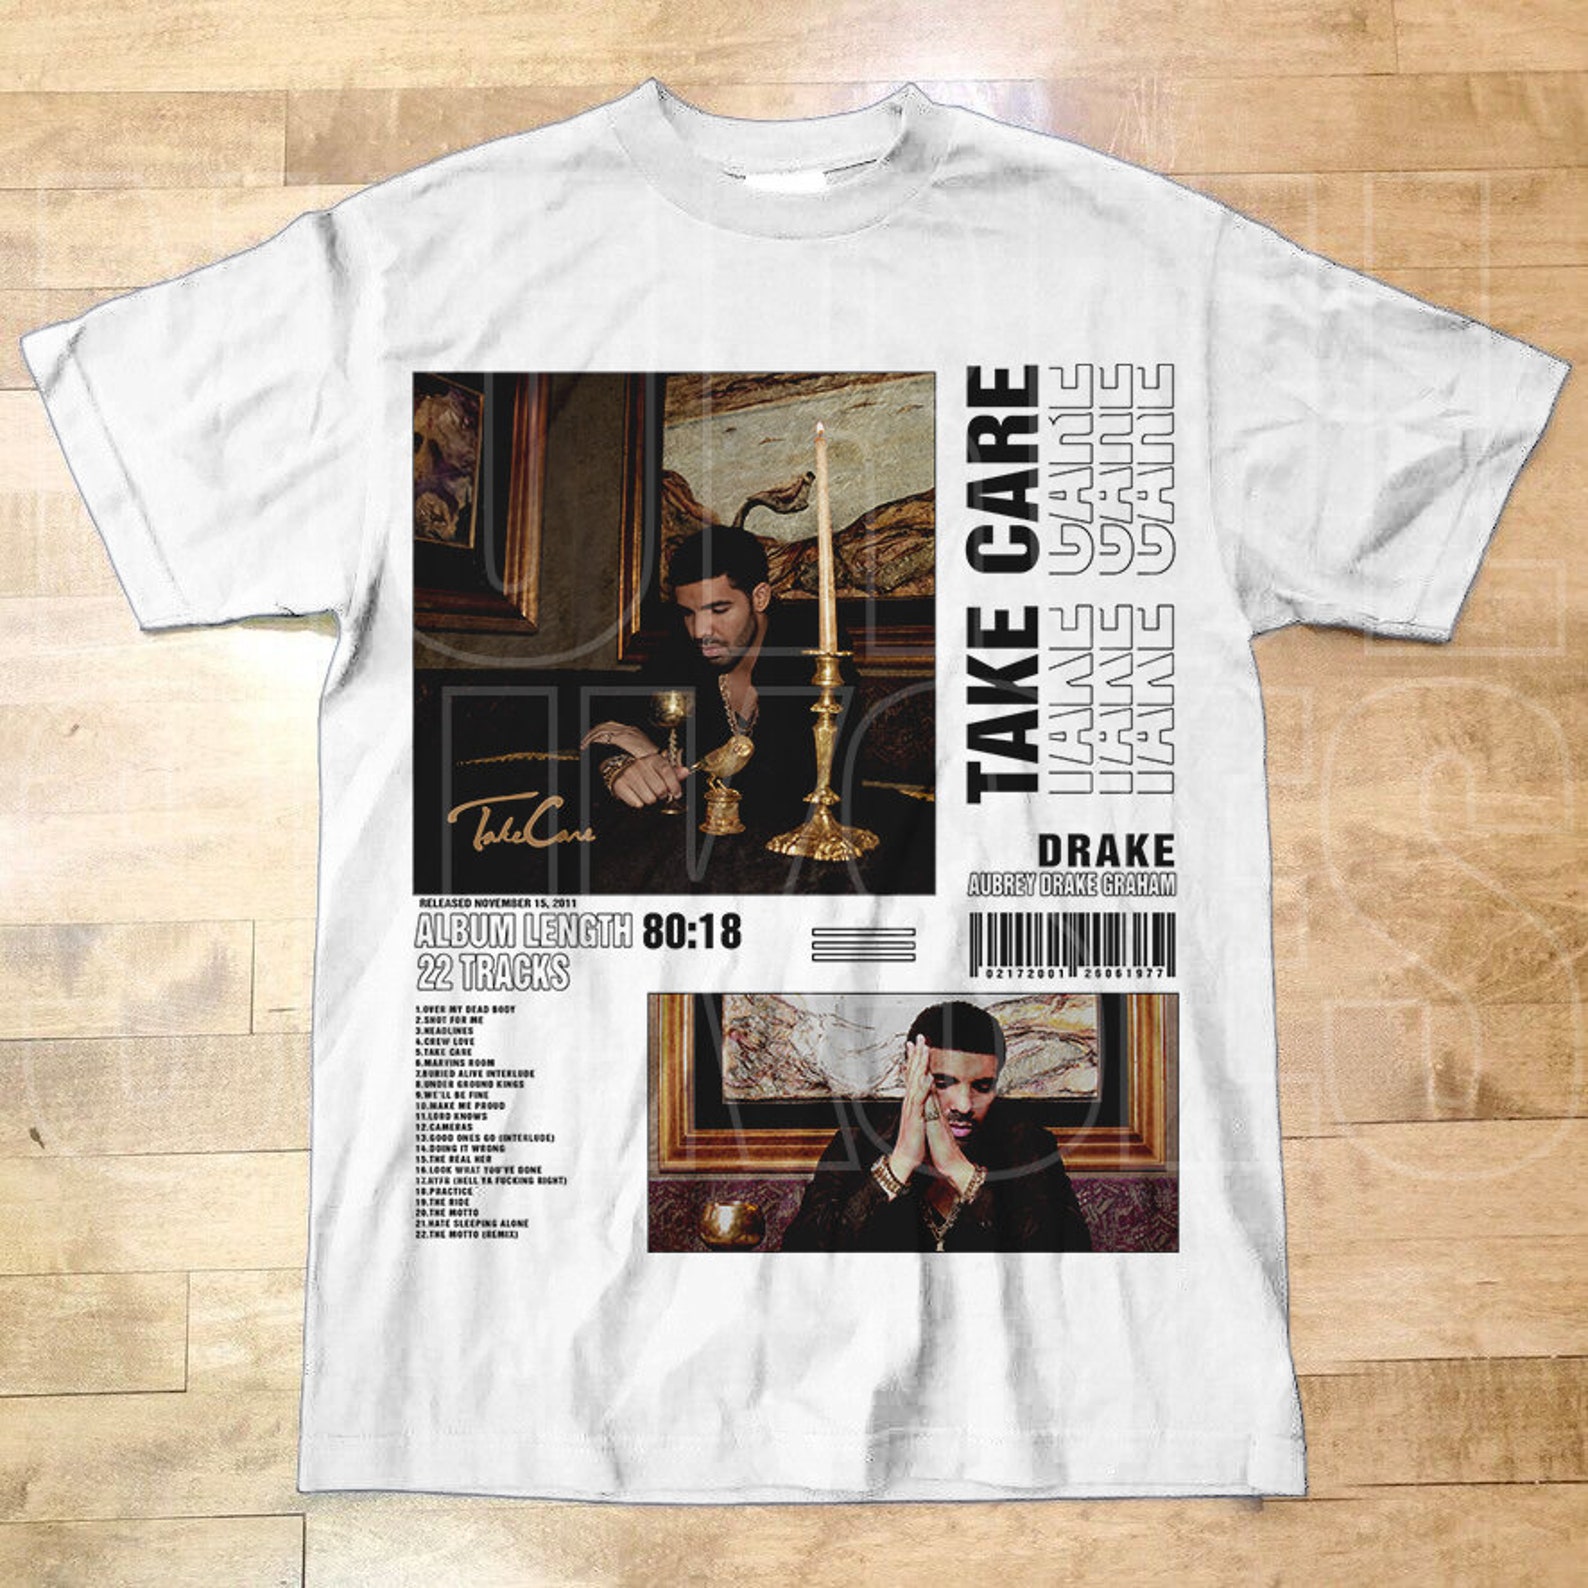 TAKE CARE
TAKE CARE
TAKE CARE
TAKE CARE
Take Care
DRAKE
AUBREY DRAKE GRAHAM
RELEASED NOVEMBER 15, 2011
ALBUM LENGTH 80:18
22 TRACKS
02172001 26061977
1.OVER MY DEAD BODY
2.SHOT FOR ME
3.HEADLINES
4.CREW LOVE
5.TAKE CARE
6.MARVINS ROOM
7.BURIED ALIVE INTERLUDE
8.UNDER GROUND KINGS
9.WE'LL BE FINE
10.MAKE ME PROUD
11.LORD KNOWS
12.CAMERAS
13.GOOD ONES GO (INTERLUDE)
14.DOING IT WRONG
15.THE REAL HER
16.LOOK WHAT YOU'VE DONE
17.HYFR (HELL YA FUCKING RIGHT)
18.PRACTICE
19.THE RIDE
20.THE MOTTO
21.HATE SLEEPING ALONE
22.THE MOTTO (REMIX)